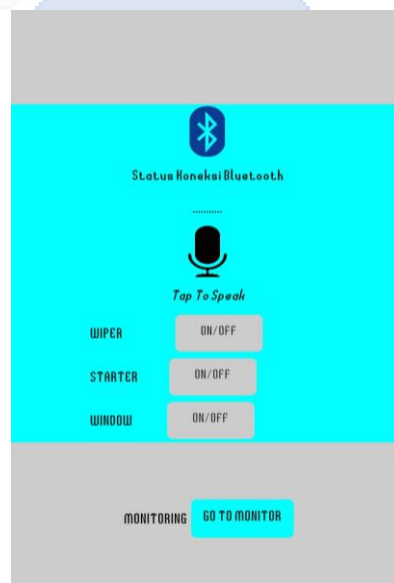 Status Koneksi Bluetooth
...........
Tap To Speak
WIPER ON/OFF
STARTER ON/OFF
WINDOW ON/OFF
MONITORING GO TO MONITOR